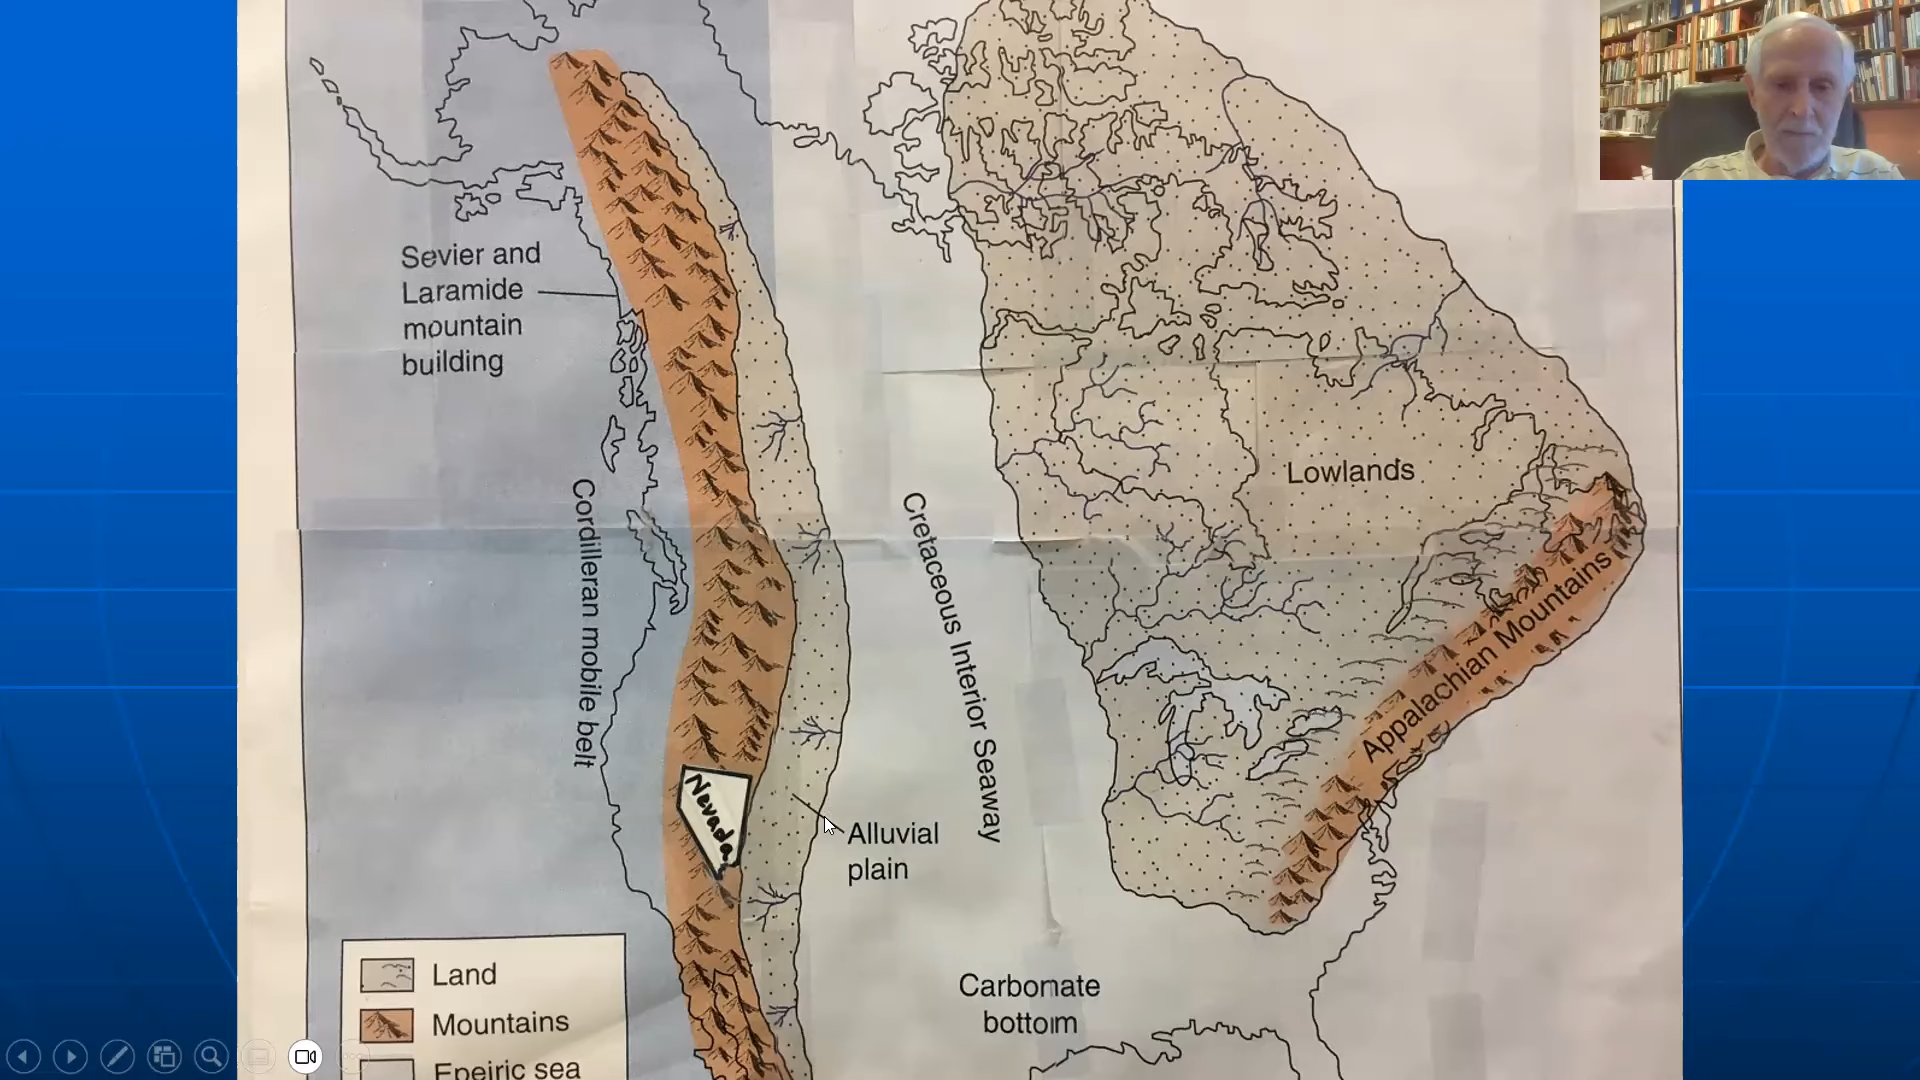 Sevier and
Laramide
mountain
building
Cordilleran mobile belt
Cretaceous Interior Seaway
Lowlands
Appalachian Mountains
Nevada
Alluvial
plain
Carbonate
bottom
Land
Mountains
Epeiric sea